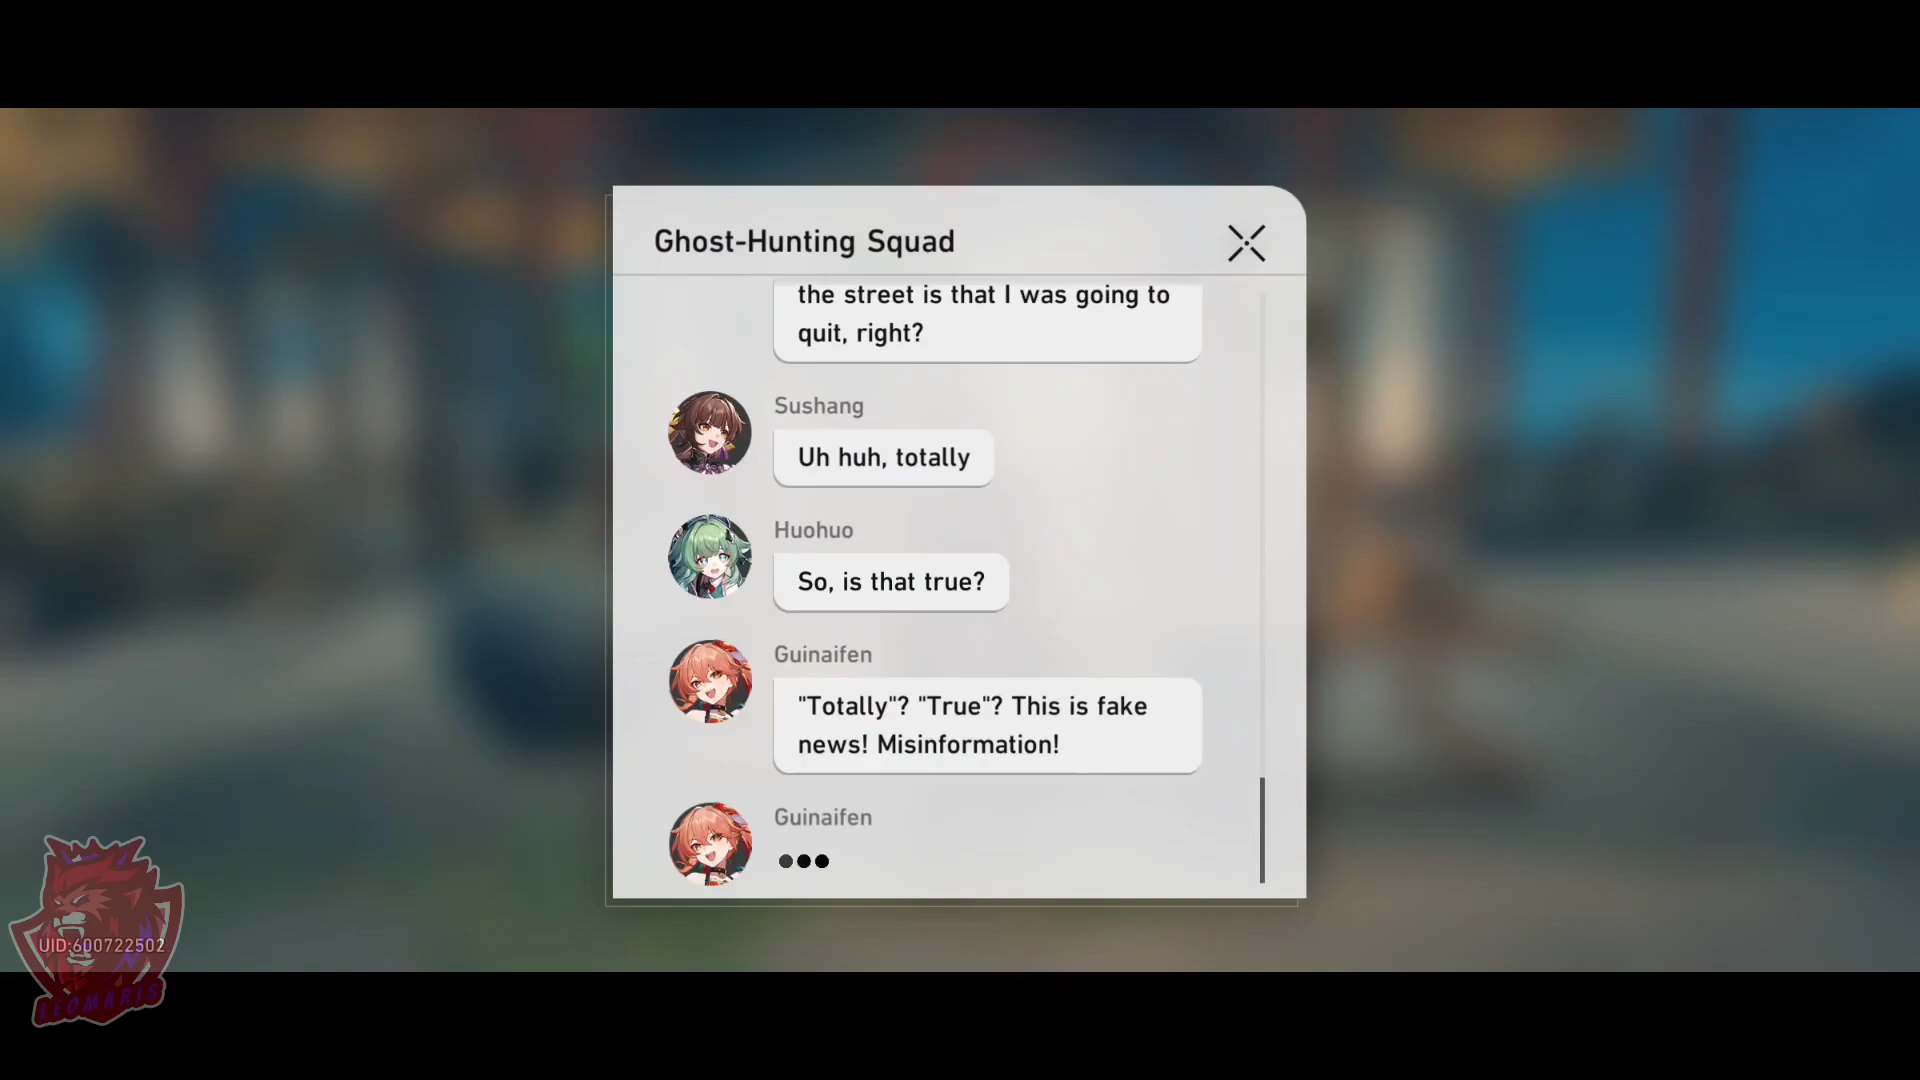 Ghost-Hunting Squad
the street is that I was going to
quit, right?
Sushang
Uh huh, totally
Huohuo
So, is that true?
Guinaifen
"Totally"? "True"? This is fake
news! Misinformation!
Guinaifen
UID:600722502
LEOMARIS